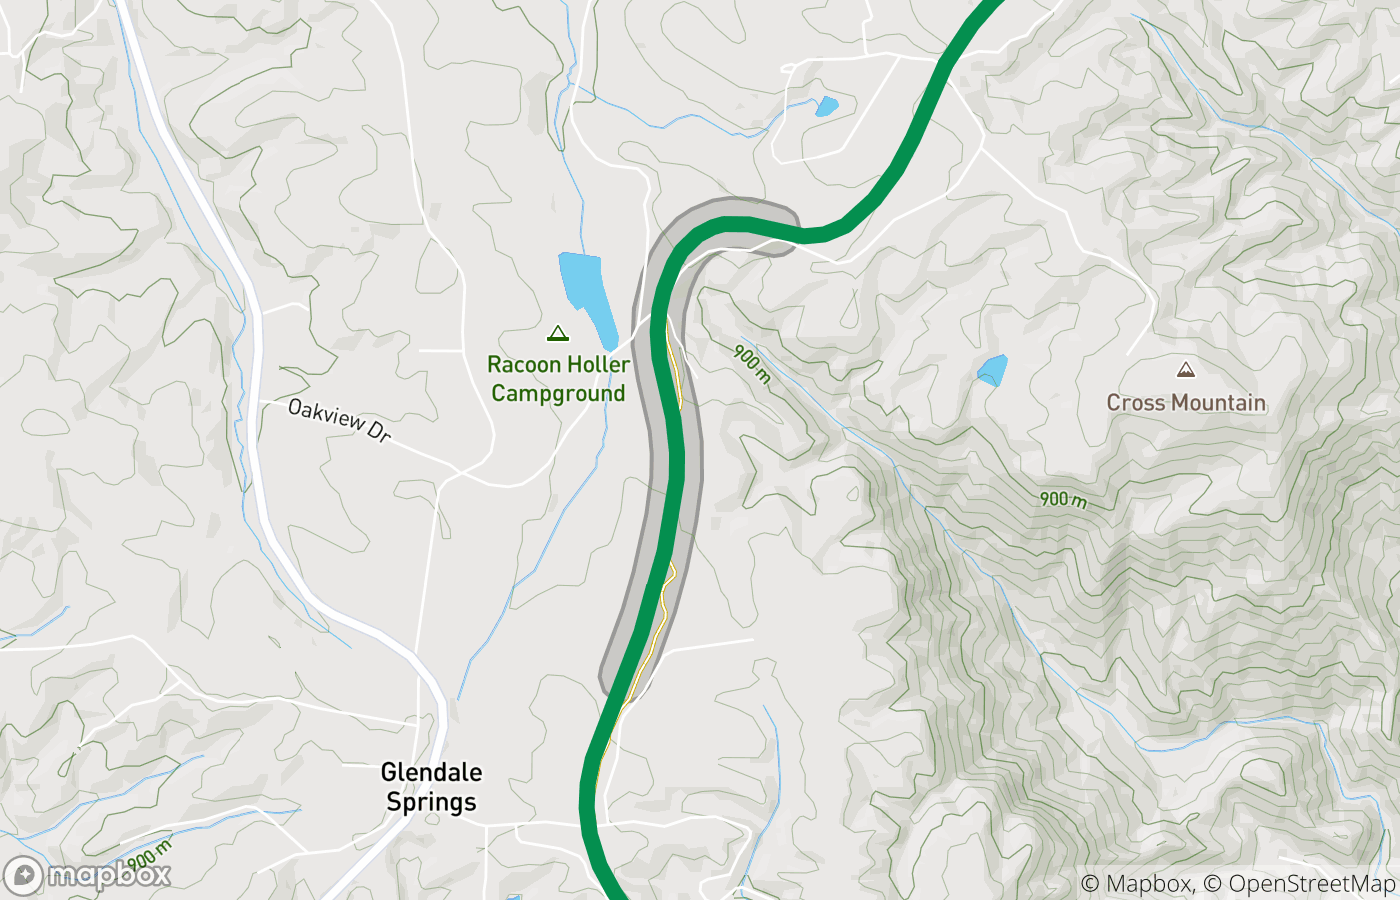 900 m
Racoon Holler
Campground
Cross Mountain
Oakview Dr
900 m
Glendale
Springs
900 m
mapbox
© Mapbox, © OpenStreetMap